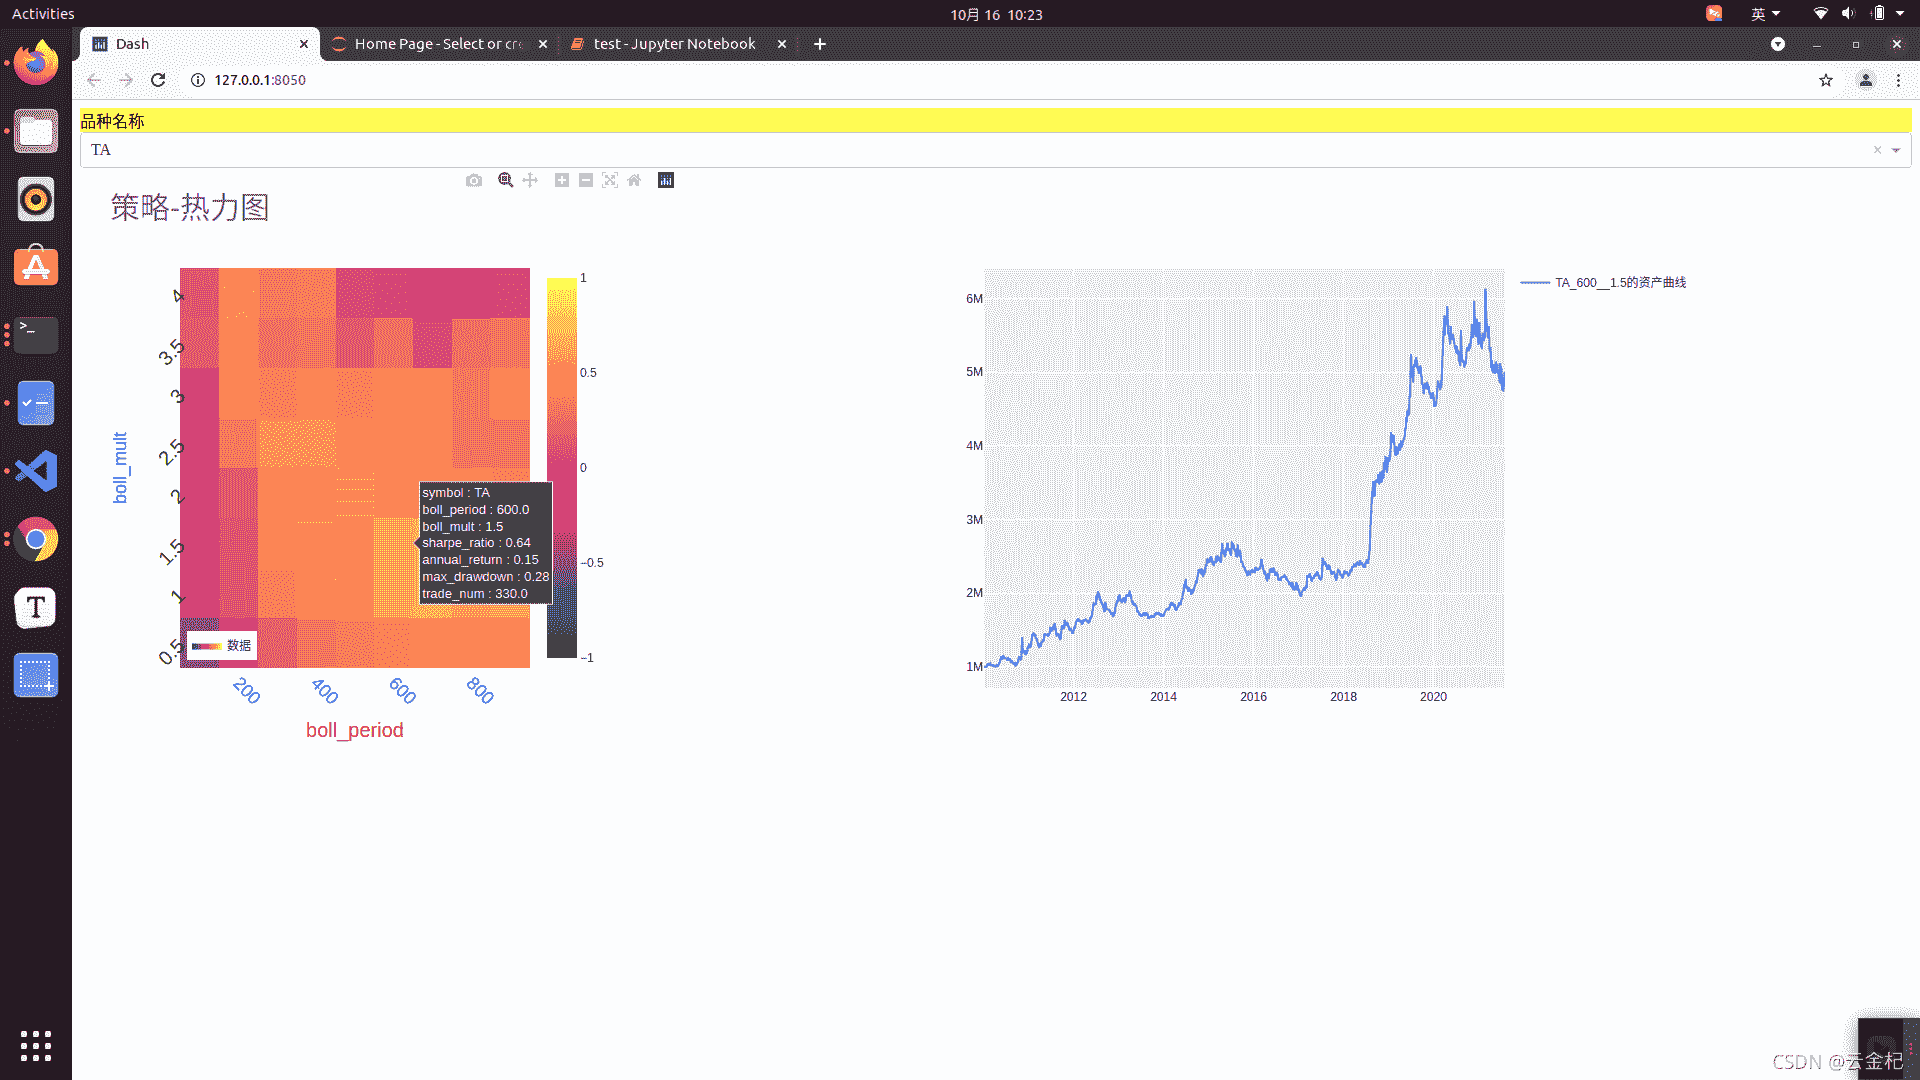 Activities
10月 16 10:23
英
Dash
Home Page - Select or cre
test - Jupyter Notebook
127.0.0.1:8050
品种名称
TA
策略-热力图
4
3.5
3
2.5
2
1.5
1
0.5
boll_mult
200
400
600
800
boll_period
数据
symbol : TA
boll_period : 600.0
boll_mult : 1.5
sharpe_ratio : 0.64
annual_return : 0.15
max_drawdown : 0.28
trade_num : 330.0
1
0.5
0
−0.5
−1
6M
5M
4M
3M
2M
1M
2012
2014
2016
2018
2020
TA_600__1.5的资产曲线
CSDN @云金杞